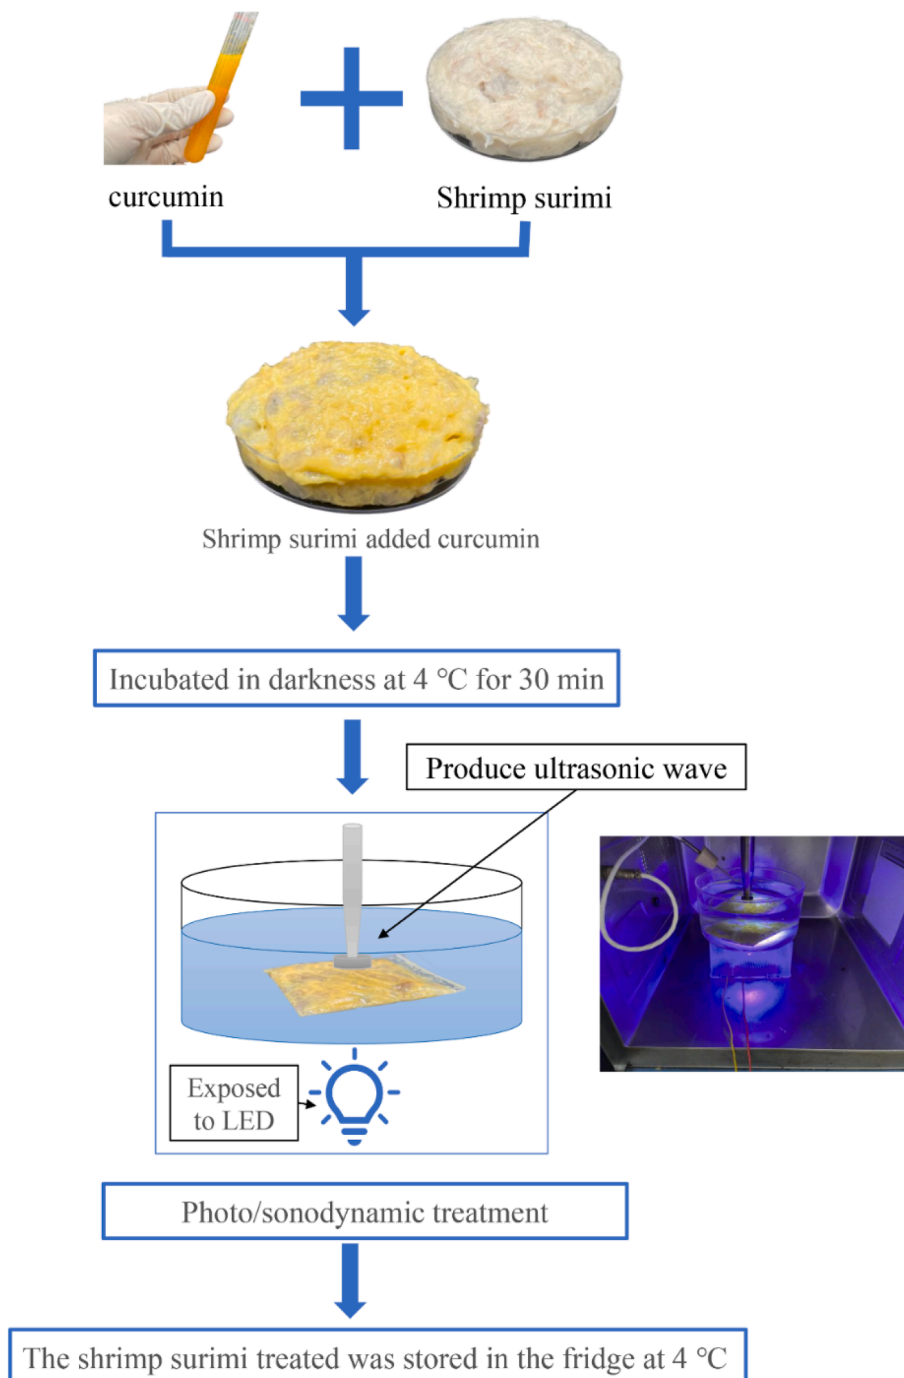 curcumin
Shrimp surimi
Shrimp surimi added curcumin
Incubated in darkness at 4 ℃ for 30 min
Produce ultrasonic wave
Exposed
to LED
Photo/sonodynamic treatment
The shrimp surimi treated was stored in the fridge at 4 ℃